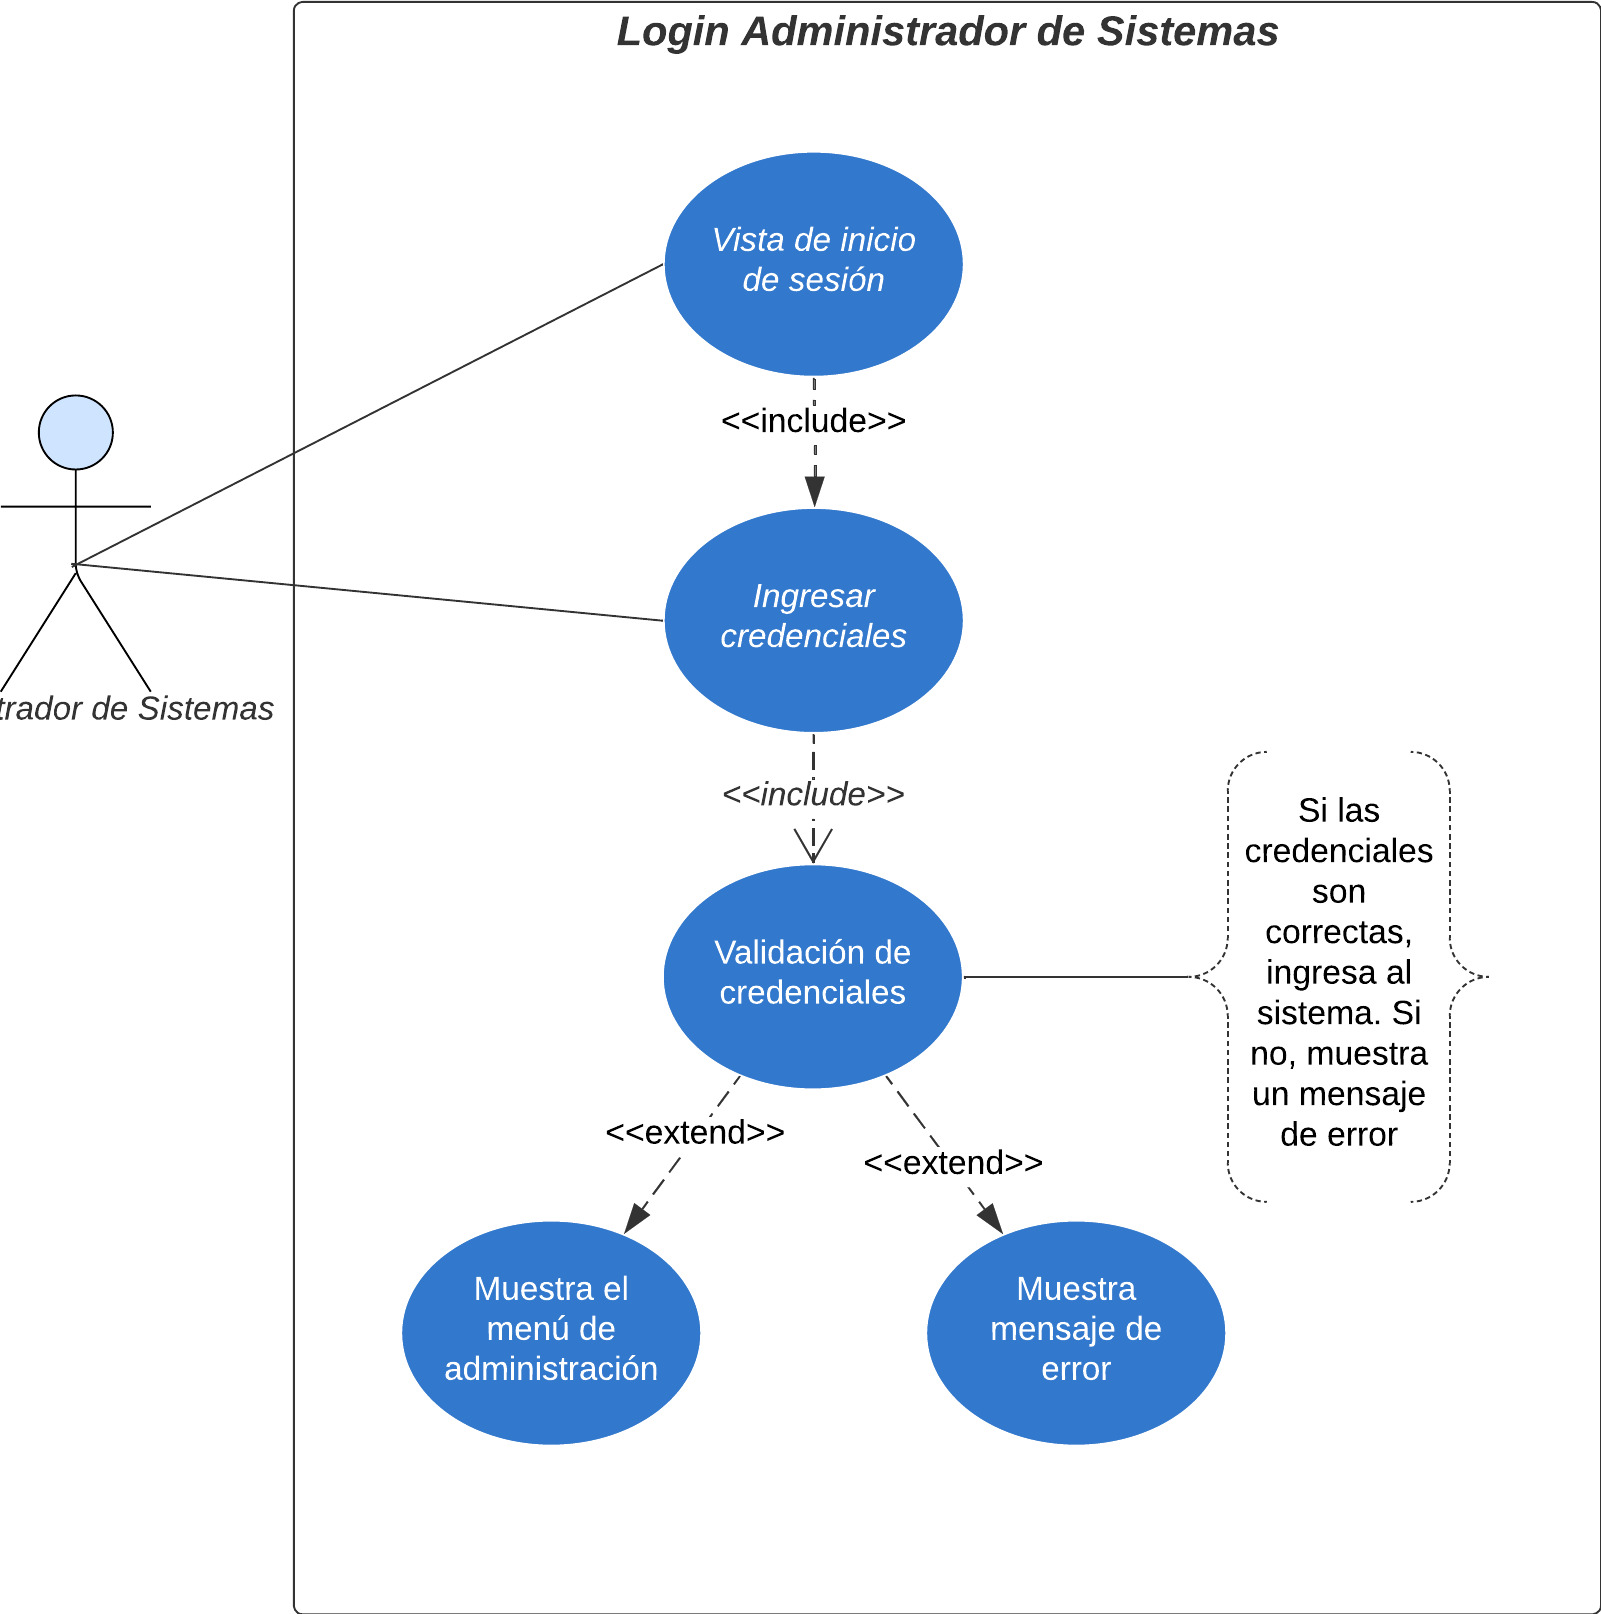 Login Administrador de Sistemas
Vista de inicio
de sesión
<<include>>
Ingresar
credenciales
trador de Sistemas
<<include>>
Validación de
credenciales
Si las
credenciales
son
correctas,
ingresa al
sistema. Si
no, muestra
un mensaje
de error
<<extend>>
<<extend>>
Muestra el
menú de
administración
Muestra
mensaje de
error